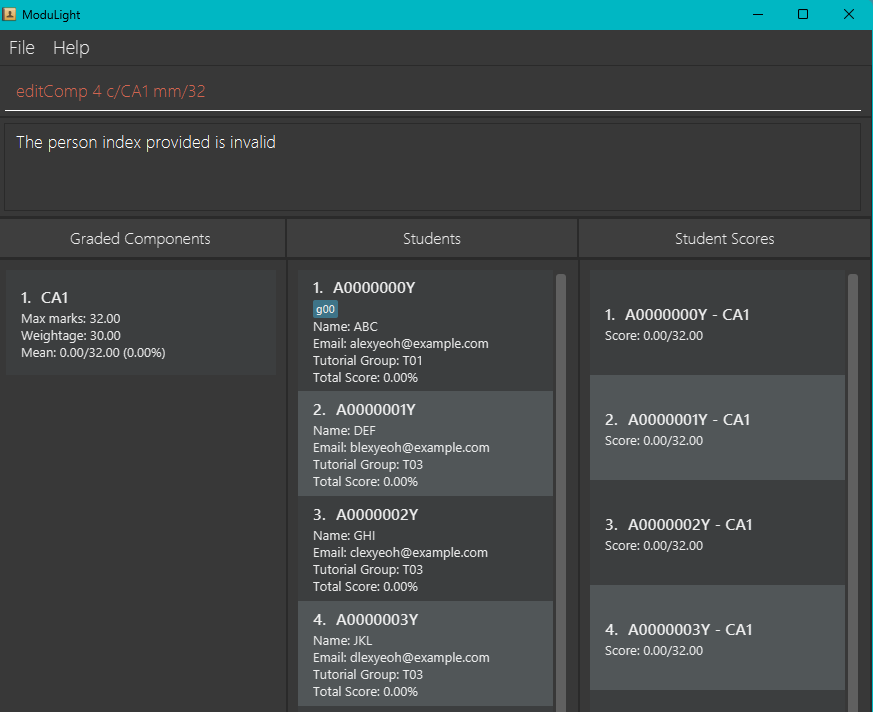 ModuLight
File Help
editComp 4 c/CA1 mm/32
The person index provided is invalid
Graded Components
Students
Student Scores
1. CA1
Max marks: 32.00
Weightage: 30.00
Mean: 0.00/32.00 (0.00%)
1. A0000000Y
g00
Name: ABC
Email: alexyeoh@example.com
Tutorial Group: T01
Total Score: 0.00%
2. A0000001Y
Name: DEF
Email: blexyeoh@example.com
Tutorial Group: T03
Total Score: 0.00%
3. A0000002Y
Name: GHI
Email: clexyeoh@example.com
Tutorial Group: T03
Total Score: 0.00%
4. A0000003Y
Name: JKL
Email: dlexyeoh@example.com
Tutorial Group: T03
Total Score: 0.00%
1. A0000000Y - CA1
Score: 0.00/32.00
2. A0000001Y - CA1
Score: 0.00/32.00
3. A0000002Y - CA1
Score: 0.00/32.00
4. A0000003Y - CA1
Score: 0.00/32.00